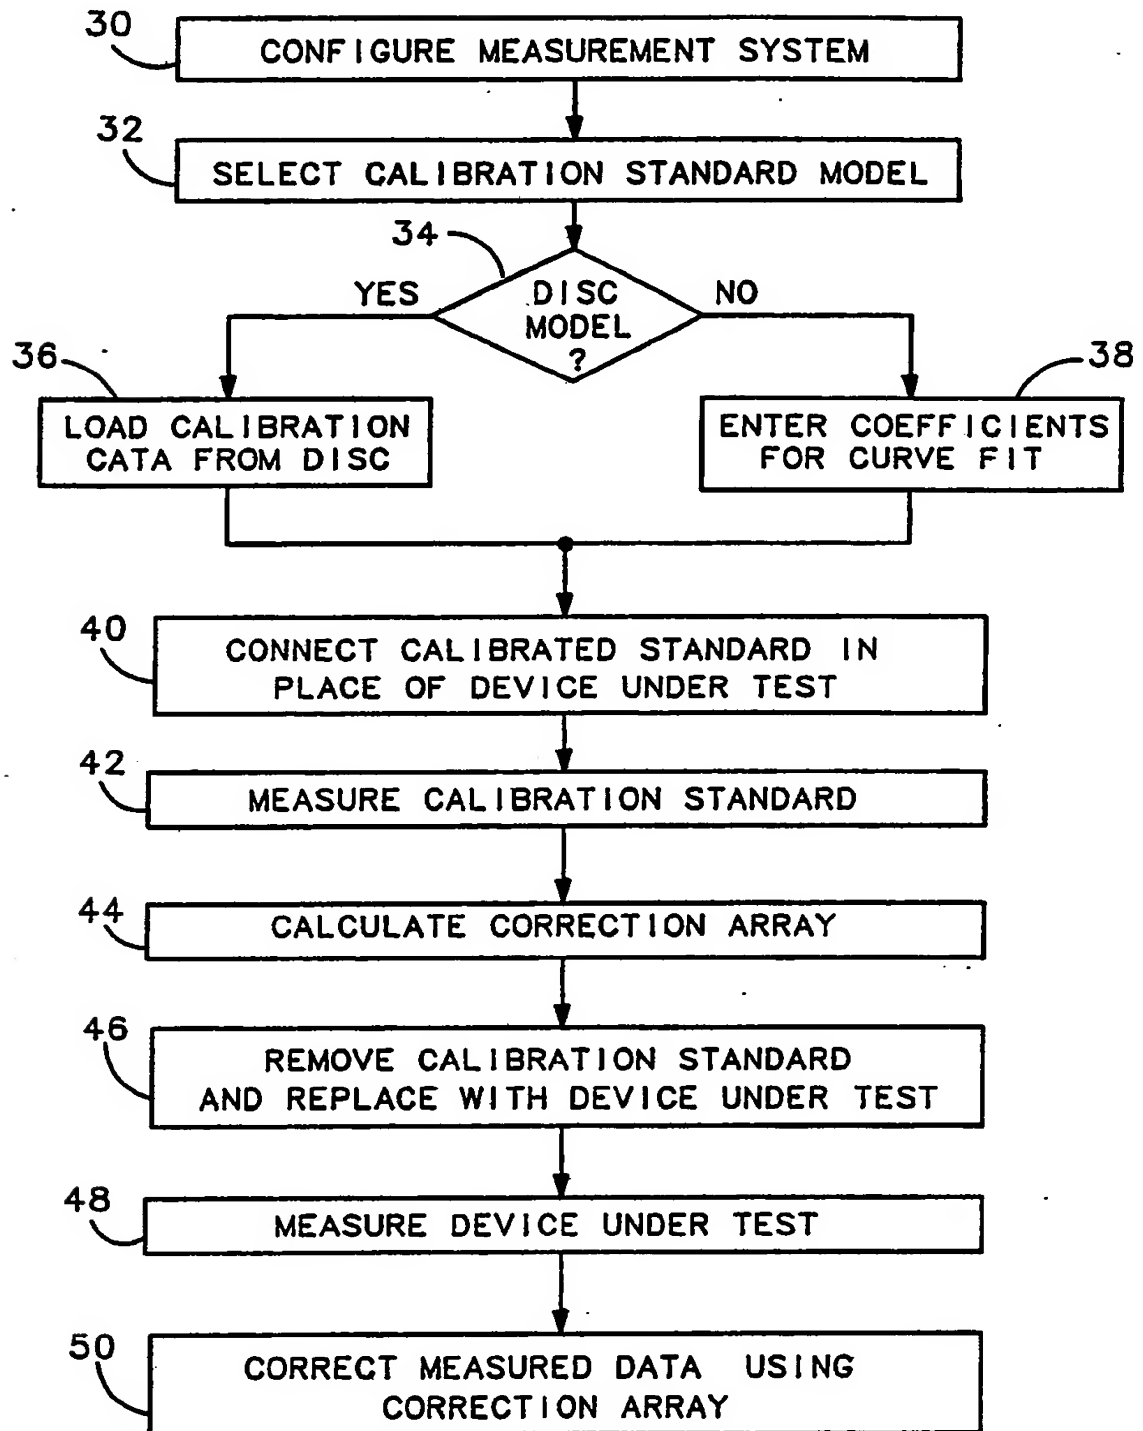 30
CONFIGURE MEASUREMENT SYSTEM
32
SELECT CALIBRATION STANDARD MODEL
34
YES
DISC
MODEL
?
NO
36
LOAD CALIBRATION
CATA FROM DISC
38
ENTER COEFFICIENTS
FOR CURVE FIT
40
CONNECT CALIBRATED STANDARD IN
PLACE OF DEVICE UNDER TEST
42
MEASURE CALIBRATION STANDARD
44
CALCULATE CORRECTION ARRAY
46
REMOVE CALIBRATION STANDARD
AND REPLACE WITH DEVICE UNDER TEST
48
MEASURE DEVICE UNDER TEST
50
CORRECT MEASURED DATA USING
CORRECTION ARRAY